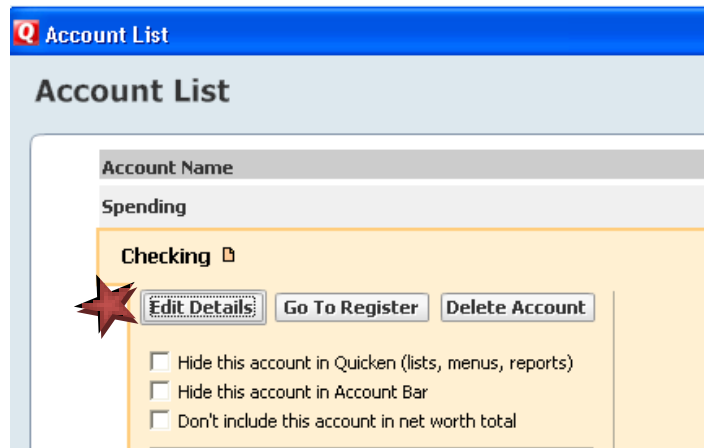 Q Account List
Account List
Account Name
Spending
Checking
Edit Details Go To Register Delete Account
Hide this account in Quicken (lists, menus, reports)
Hide this account in Account Bar
Don't include this account in net worth total